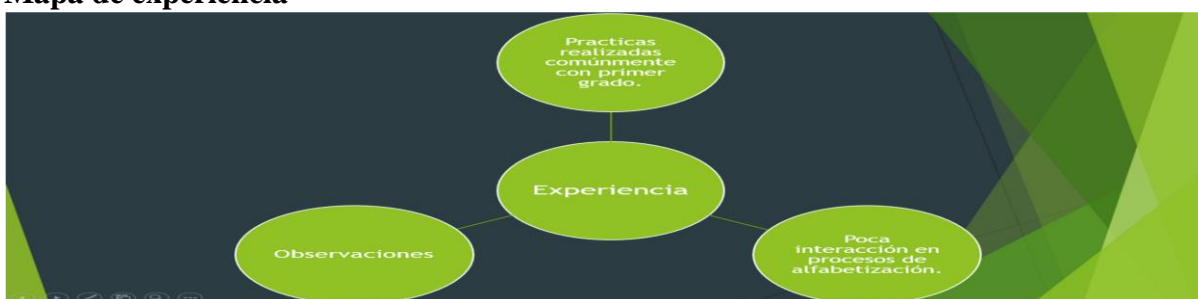 Mapa de experiencia
Practicas
realizadas
comúnmente
con primer
grado.
Experiencia
Observaciones
Poca
interacción en
procesos de
alfabetización.